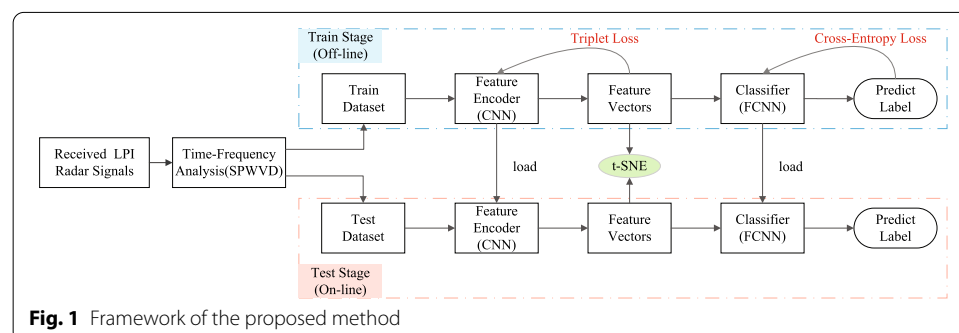 Train Stage
(Off-line)
Triplet Loss
Cross-Entropy Loss
Train
Dataset
Feature
Encoder
(CNN)
Feature
Vectors
Classifier
(FCNN)
Predict
Label
Received LPI
Radar Signals
Time-Frequency
Analysis(SPWVD)
load
t-SNE
load
Test
Dataset
Feature
Encoder
(CNN)
Feature
Vectors
Classifier
(FCNN)
Predict
Label
Test Stage
(On-line)
Fig. 1 Framework of the proposed method